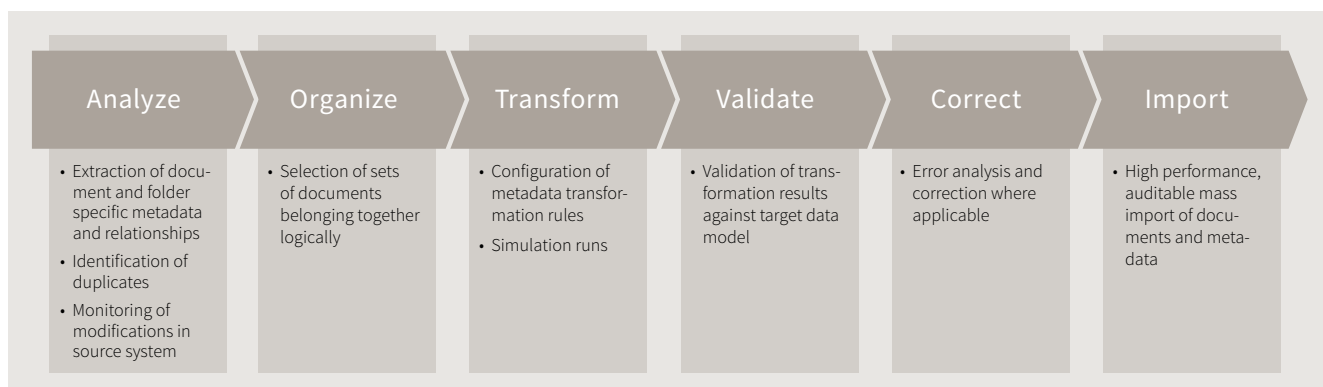 Analyze
• Extraction of docu-
ment and folder
specific metadata
and relationships
• Identification of
duplicates
• Monitoring of
modifications in
source system
Organize
• Selection of sets
of documents
belonging together
logically
Transform
• Configuration of
metadata transfor-
mation rules
• Simulation runs
Validate
• Validation of trans-
formation results
against target data
model
Correct
• Error analysis and
correction where
applicable
Import
• High performance,
auditable mass
import of docu-
ments and meta-
data